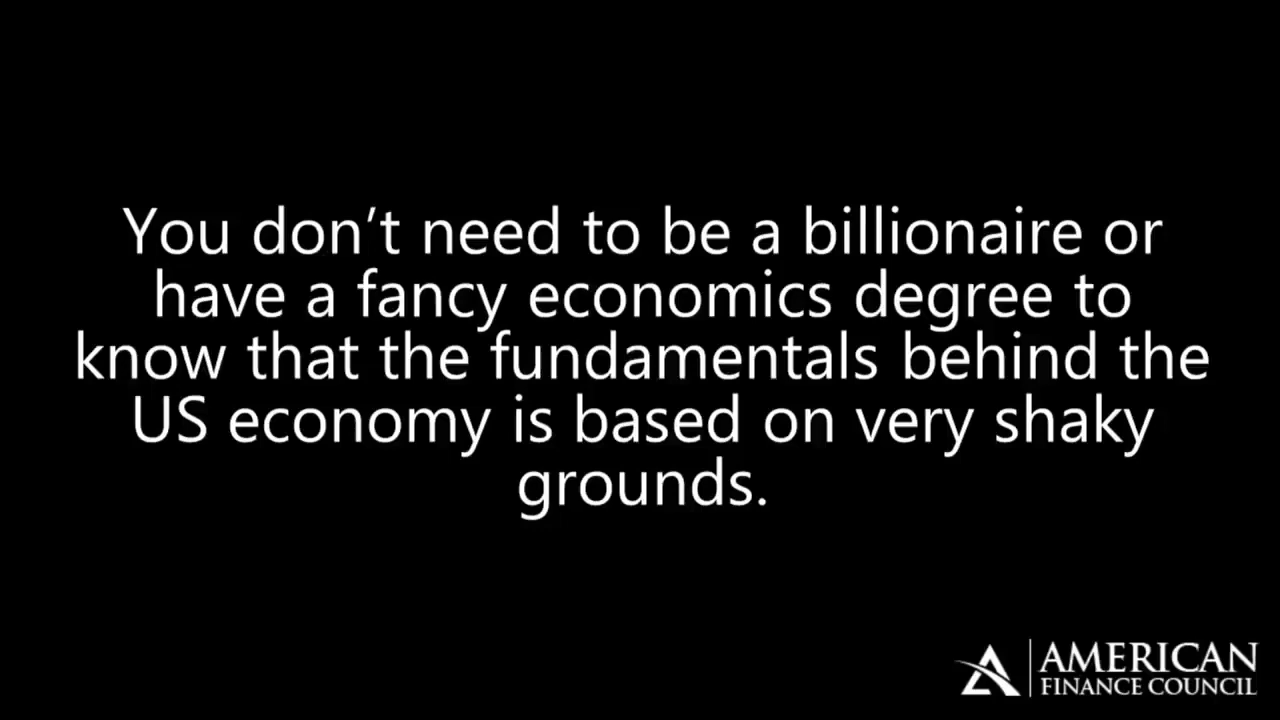 You don’t need to be a billionaire or
have a fancy economics degree to
know that the fundamentals behind the
US economy is based on very shaky
grounds.
AMERICAN
FINANCE COUNCIL